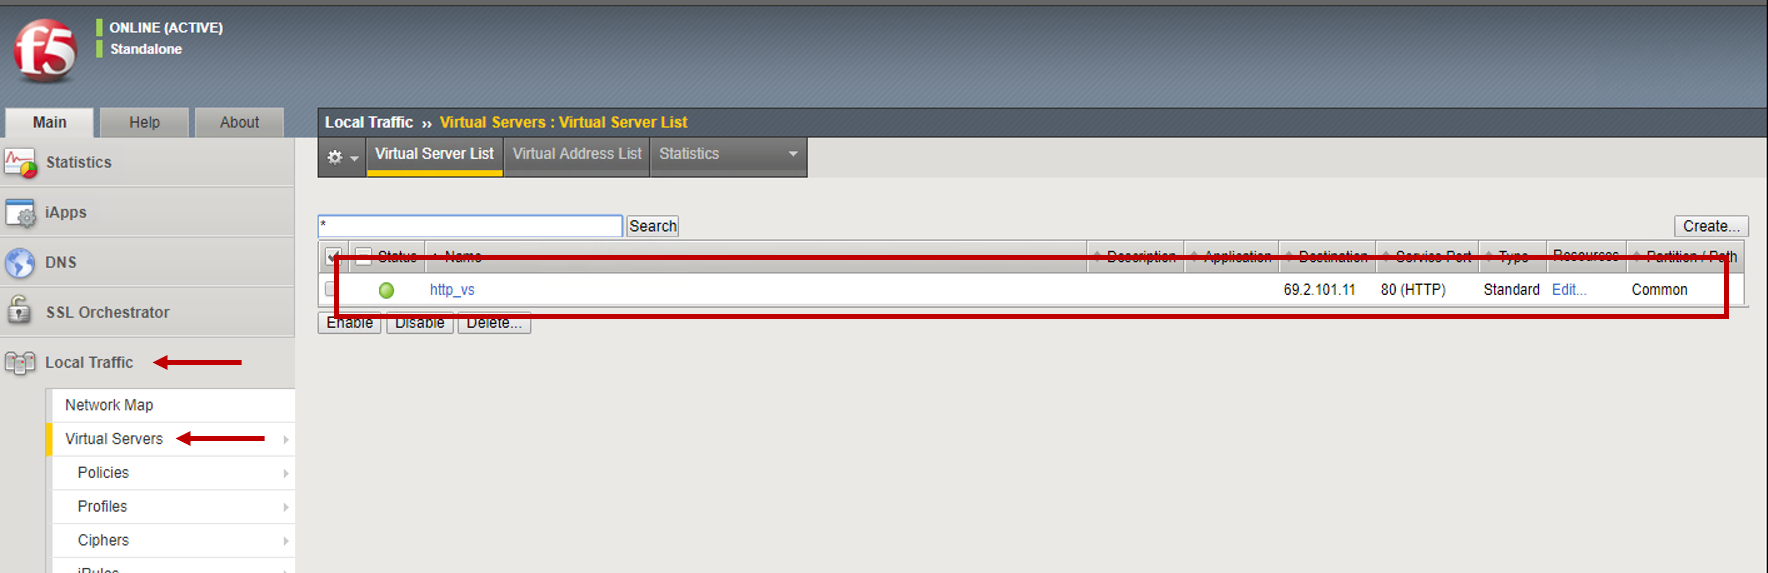 f5
ONLINE (ACTIVE)
Standalone
Main Help About
Statistics
iApps
DNS
SSL Orchestrator
Local Traffic
Network Map
Virtual Servers
Policies
Profiles
Ciphers
iRules
Local Traffic ›› Virtual Servers : Virtual Server List
Virtual Server List Virtual Address List Statistics
* Search Create...
Status Name Description Application Destination Service Port Type Resources Partition / Path
http_vs 69.2.101.11 80 (HTTP) Standard Edit... Common
Enable Disable Delete...